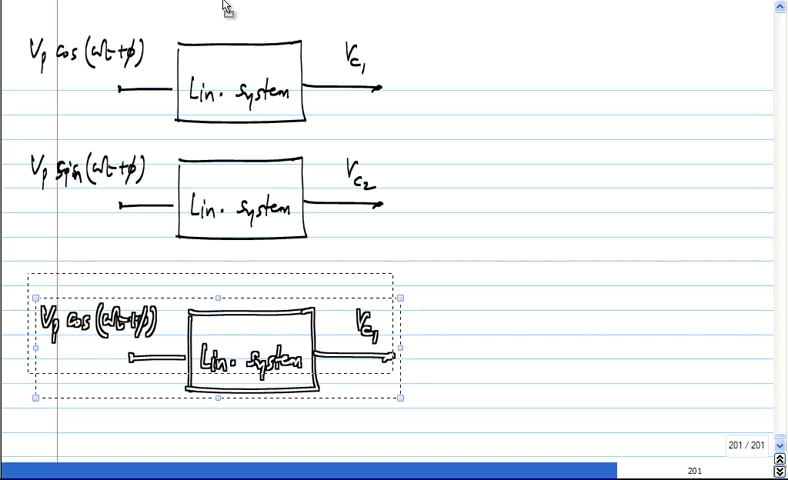 Vp cos(ωt+φ) Lin. system Vc1
Vp sin(ωt+φ) Lin. system Vc2
Vp cos(ωt+φ) Lin. system Vc1
201 / 201
201